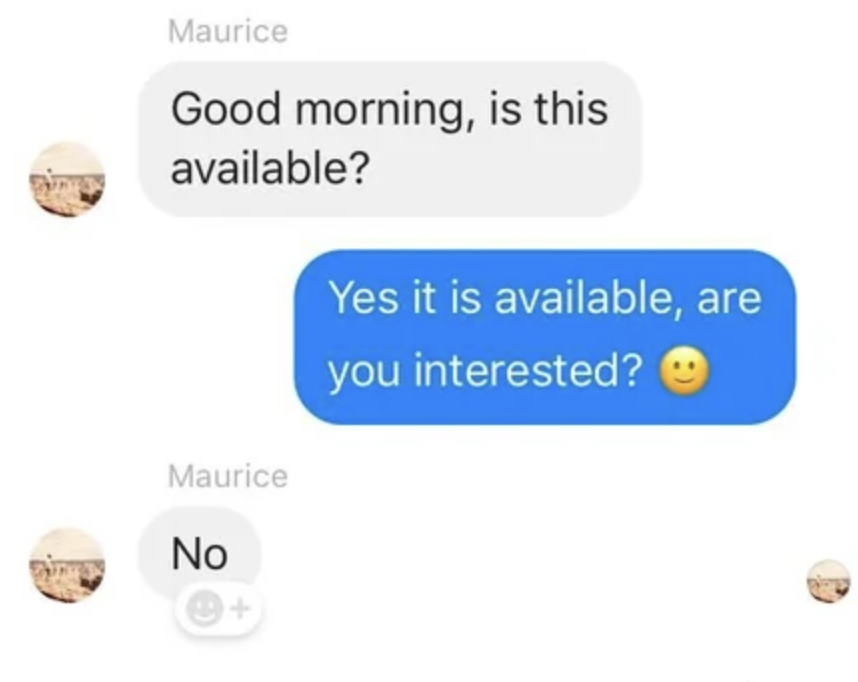 Maurice
Good morning, is this
available?
Yes it is available, are
you interested? 🙂
Maurice
No